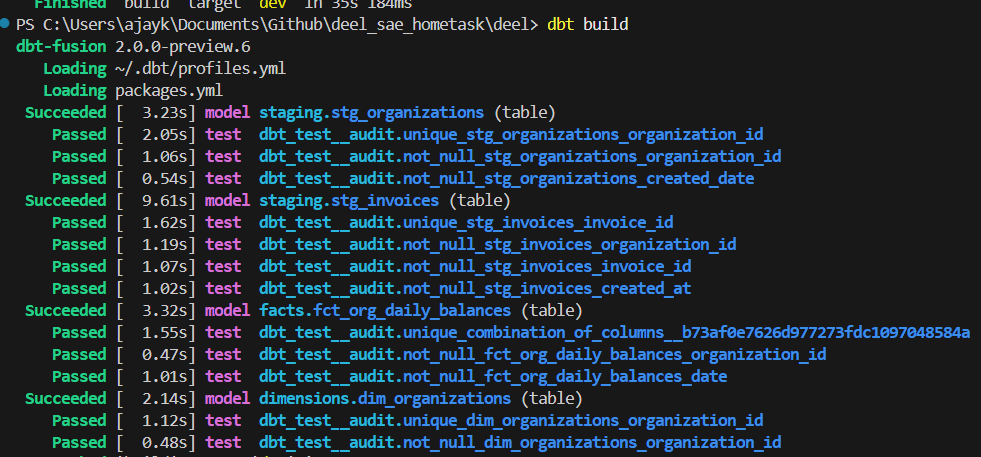 Finished 'build' target 'dev' in 35s 184ms
PS C:\Users\ajayk\Documents\Github\deel_sae_hometask\deel> dbt build
dbt-fusion 2.0.0-preview.6
Loading ~/.dbt/profiles.yml
Loading packages.yml
Succeeded [ 3.23s] model staging.stg_organizations (table)
Passed [ 2.05s] test dbt_test__audit.unique_stg_organizations_organization_id
Passed [ 1.06s] test dbt_test__audit.not_null_stg_organizations_organization_id
Passed [ 0.54s] test dbt_test__audit.not_null_stg_organizations_created_date
Succeeded [ 9.61s] model staging.stg_invoices (table)
Passed [ 1.62s] test dbt_test__audit.unique_stg_invoices_invoice_id
Passed [ 1.19s] test dbt_test__audit.not_null_stg_invoices_organization_id
Passed [ 1.07s] test dbt_test__audit.not_null_stg_invoices_invoice_id
Passed [ 1.02s] test dbt_test__audit.not_null_stg_invoices_created_at
Succeeded [ 3.32s] model facts.fct_org_daily_balances (table)
Passed [ 1.55s] test dbt_test__audit.unique_combination_of_columns__b73af0e7626d977273fdc1097048584a
Passed [ 0.47s] test dbt_test__audit.not_null_fct_org_daily_balances_organization_id
Passed [ 1.01s] test dbt_test__audit.not_null_fct_org_daily_balances_date
Succeeded [ 2.14s] model dimensions.dim_organizations (table)
Passed [ 1.12s] test dbt_test__audit.unique_dim_organizations_organization_id
Passed [ 0.48s] test dbt_test__audit.not_null_dim_organizations_organization_id